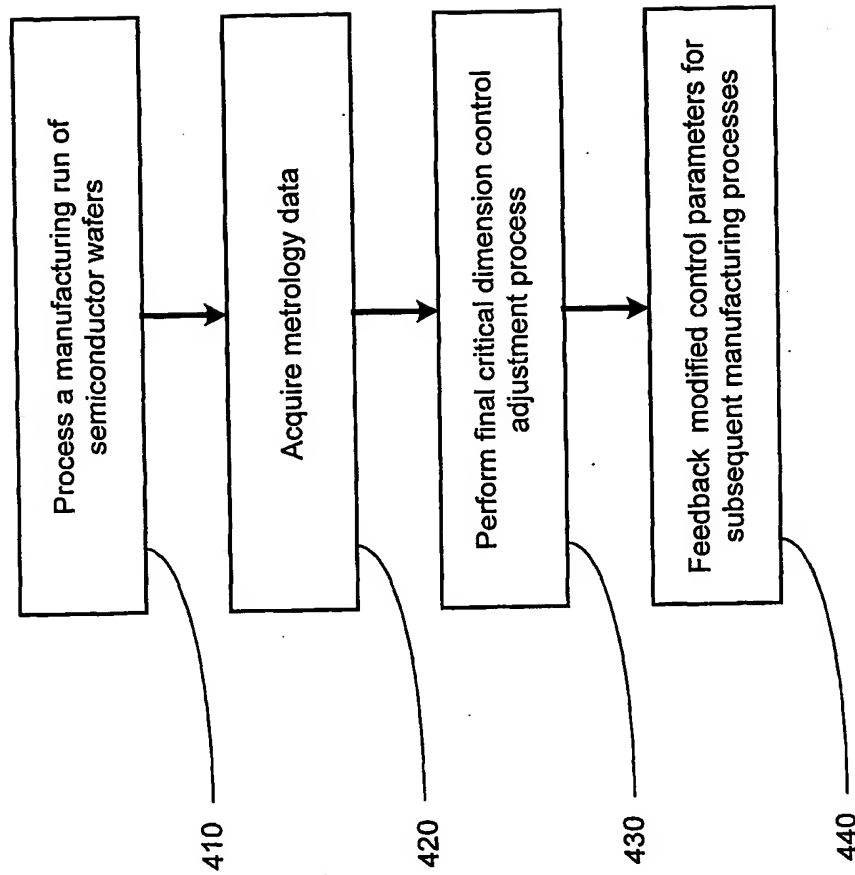 Process a manufacturing run of
semiconductor wafers
410
Acquire metrology data
420
Perform final critical dimension control
adjustment process
430
Feedback modified control parameters for
subsequent manufacturing processes
440